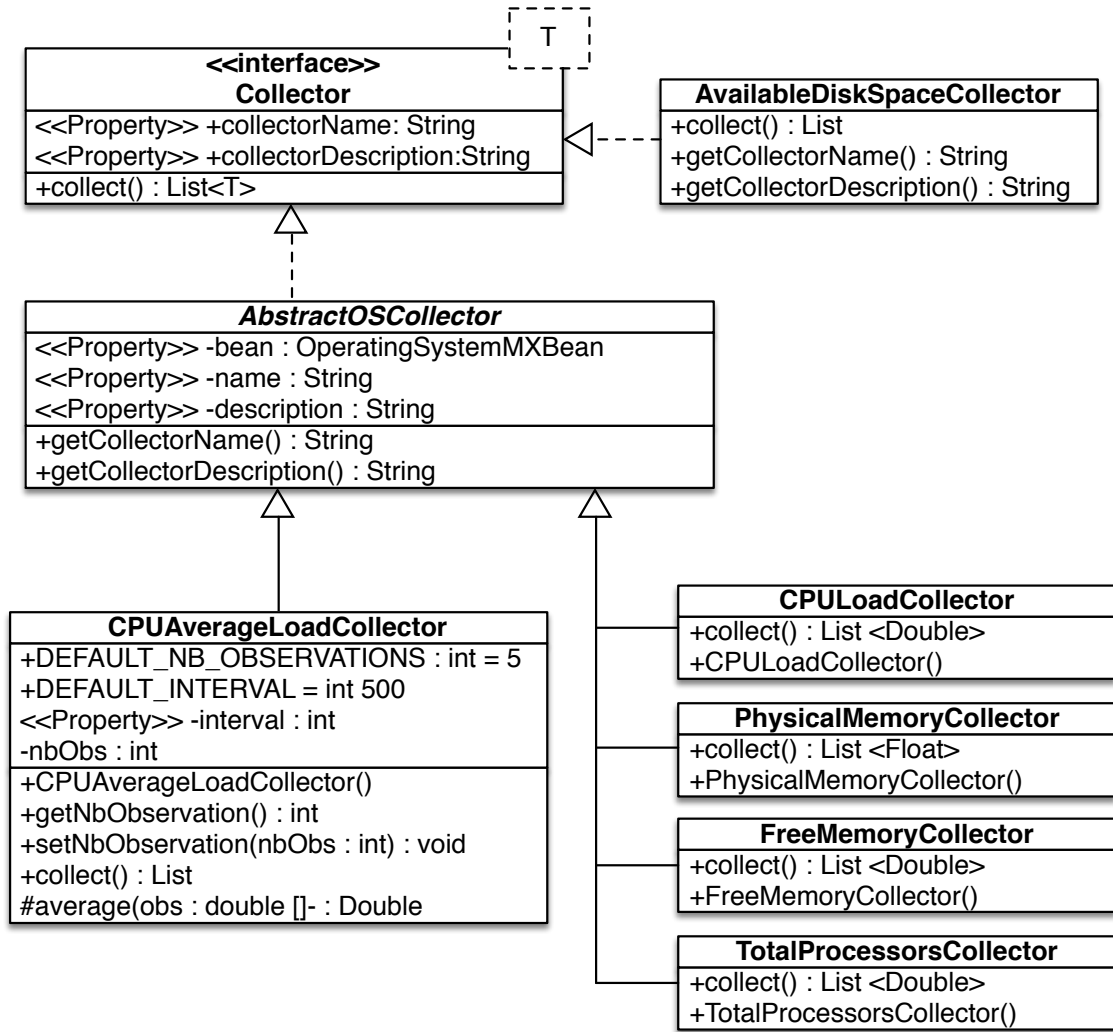 T
<<interface>>
Collector
<<Property>> +collectorName: String
<<Property>> +collectorDescription:String
+collect() : List<T>
AvailableDiskSpaceCollector
+collect() : List
+getCollectorName() : String
+getCollectorDescription() : String
AbstractOSCollector
<<Property>> -bean : OperatingSystemMXBean
<<Property>> -name : String
<<Property>> -description : String
+getCollectorName() : String
+getCollectorDescription() : String
CPUAverageLoadCollector
+DEFAULT_NB_OBSERVATIONS : int = 5
+DEFAULT_INTERVAL = int 500
<<Property>> -interval : int
-nbObs : int
+CPUAverageLoadCollector()
+getNbObservation() : int
+setNbObservation(nbObs : int) : void
+collect() : List
#average(obs : double []- : Double
CPULoadCollector
+collect() : List <Double>
+CPULoadCollector()
PhysicalMemoryCollector
+collect() : List <Float>
+PhysicalMemoryCollector()
FreeMemoryCollector
+collect() : List <Double>
+FreeMemoryCollector()
TotalProcessorsCollector
+collect() : List <Double>
+TotalProcessorsCollector()